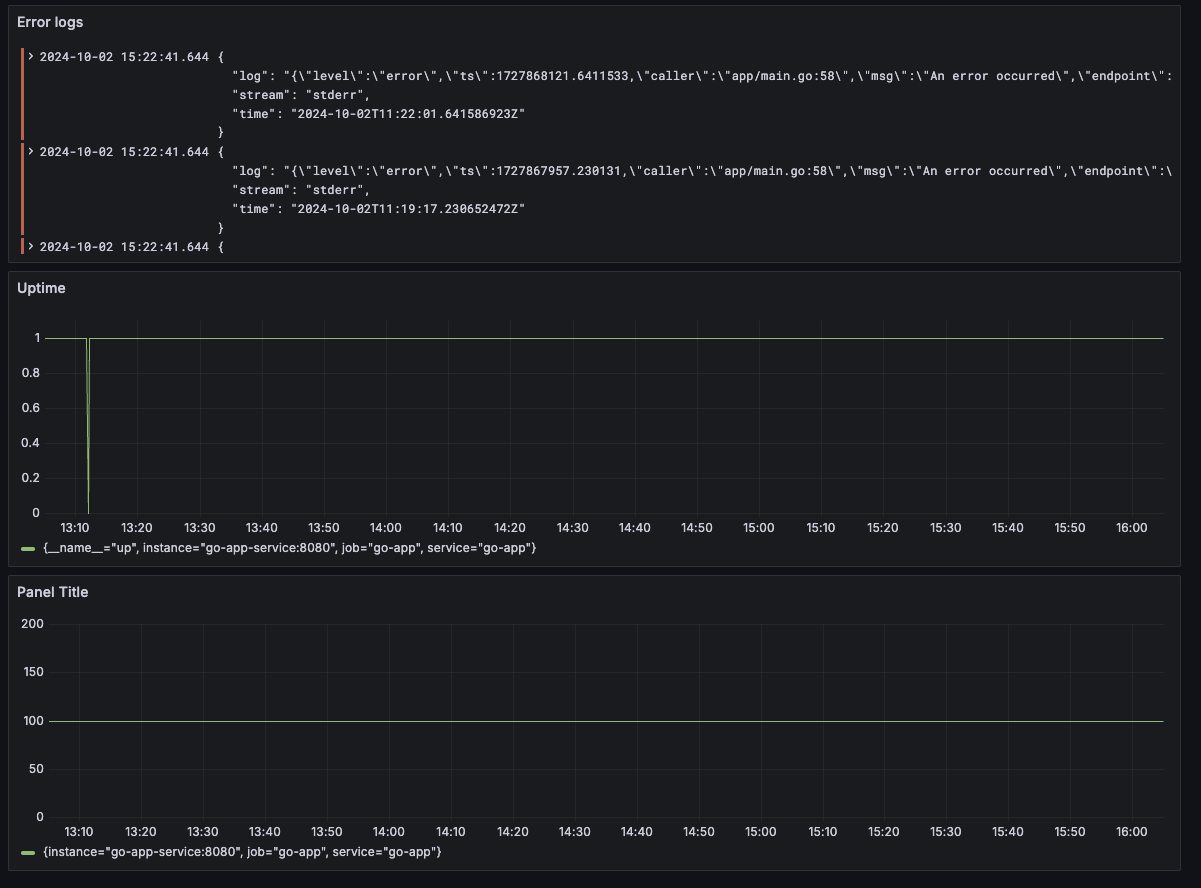 Error logs
> 2024-10-02 15:22:41.644 {
"log": "{\"level\":\"error\",\"ts\":1727868121.6411533,\"caller\":\"app/main.go:58\",\"msg\":\"An error occurred\",\"endpoint\":
"stream": "stderr",
"time": "2024-10-02T11:22:01.641586923Z"
}
> 2024-10-02 15:22:41.644 {
"log": "{\"level\":\"error\",\"ts\":1727867957.230131,\"caller\":\"app/main.go:58\",\"msg\":\"An error occurred\",\"endpoint\":\
"stream": "stderr",
"time": "2024-10-02T11:19:17.230652472Z"
}
> 2024-10-02 15:22:41.644 {
Uptime
1
0.8
0.6
0.4
0.2
0
13:10 13:20 13:30 13:40 13:50 14:00 14:10 14:20 14:30 14:40 14:50 15:00 15:10 15:20 15:30 15:40 15:50 16:00
{__name__="up", instance="go-app-service:8080", job="go-app", service="go-app"}
Panel Title
200
150
100
50
0
13:10 13:20 13:30 13:40 13:50 14:00 14:10 14:20 14:30 14:40 14:50 15:00 15:10 15:20 15:30 15:40 15:50 16:00
{instance="go-app-service:8080", job="go-app", service="go-app"}